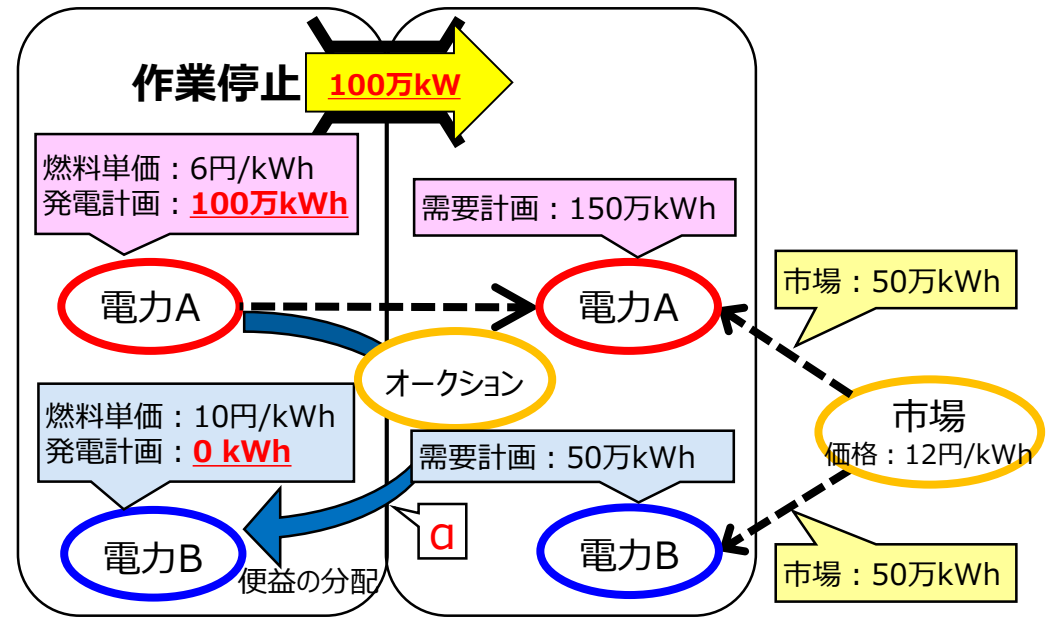 作業停止
100万kW
燃料単価：6円/kWh
発電計画：100万kWh
需要計画：150万kWh
電力A
電力A
市場：50万kWh
オークション
燃料単価：10円/kWh
発電計画：0 kWh
需要計画：50万kWh
市場
価格：12円/kWh
α
電力B
便益の分配
電力B
市場：50万kWh